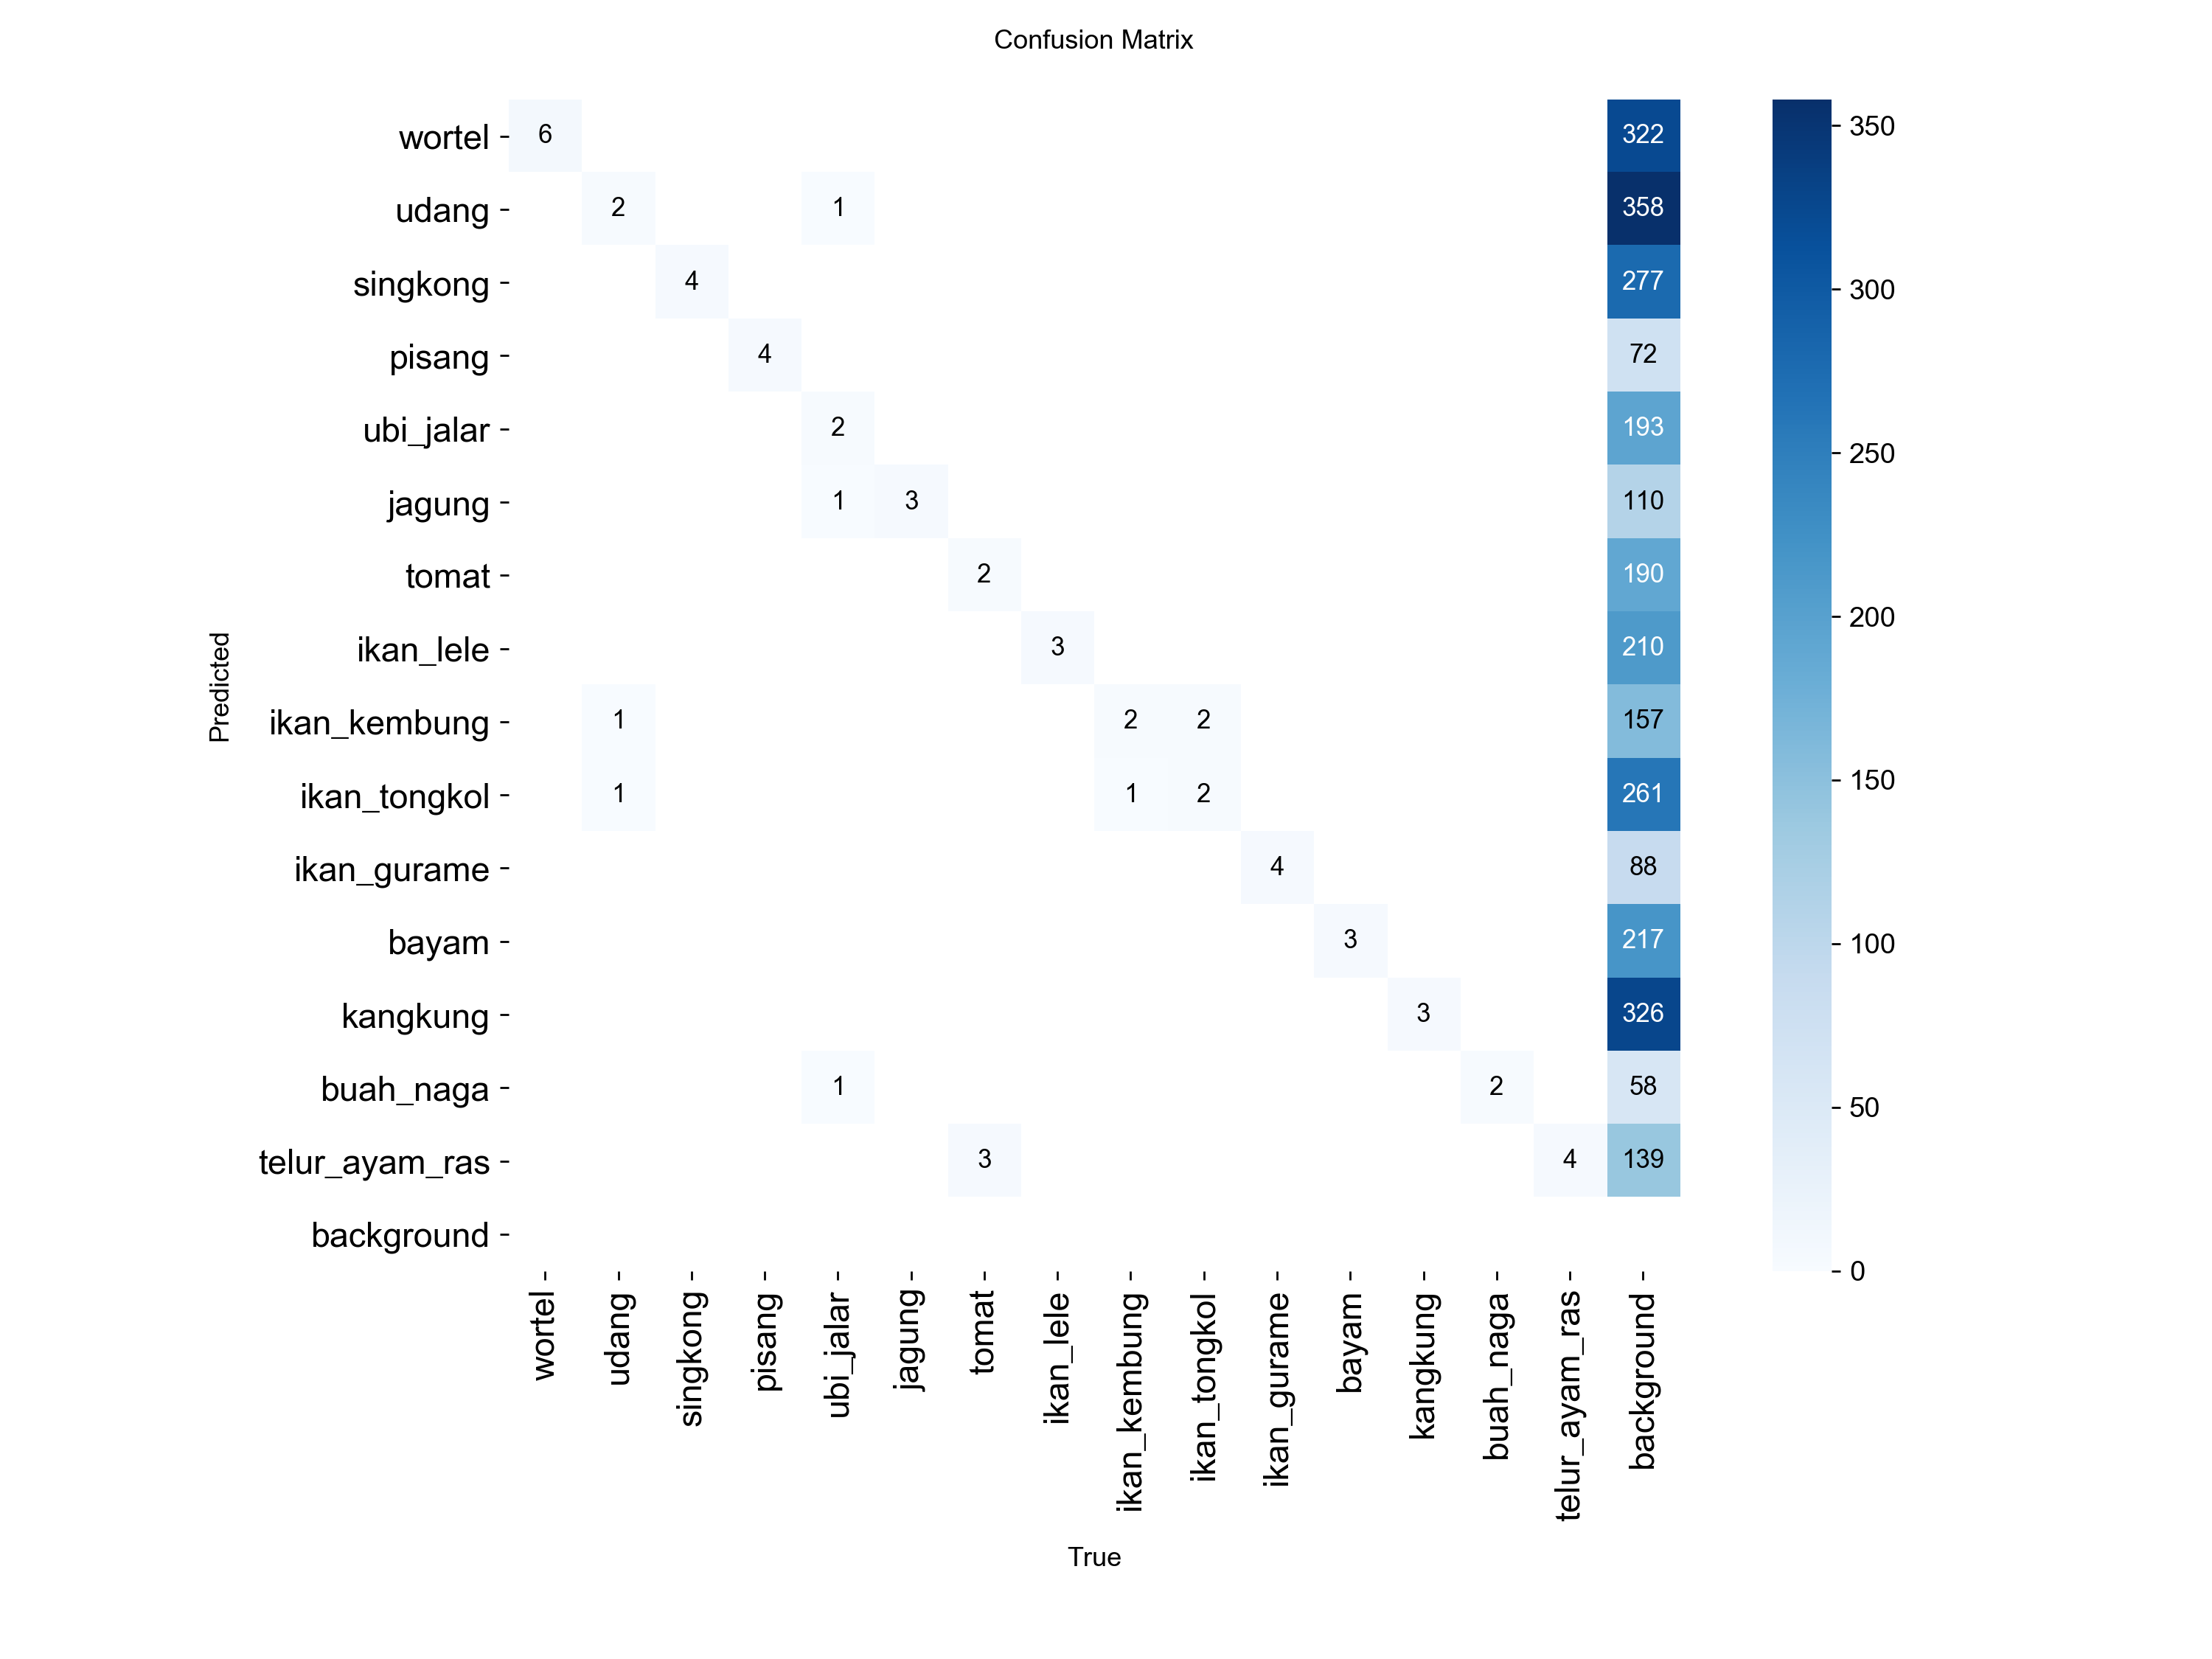 Confusion Matrix
wortel 6 322 350
udang 2 1 358
singkong 4 277 300
pisang 4 72
ubi_jalar 2 193 250
jagung 1 3 110
tomat 2 190 200
ikan_lele 3 210
ikan_kembung 1 2 2 157
ikan_tongkol 1 1 2 261 150
ikan_gurame 4 88
bayam 3 217 100
kangkung 3 326
buah_naga 1 2 58 50
telur_ayam_ras 3 4 139
background 0
Predicted
wortel
udang
singkong
pisang
ubi_jalar
jagung
tomat
ikan_lele
ikan_kembung
ikan_tongkol
ikan_gurame
bayam
kangkung
buah_naga
telur_ayam_ras
background
True